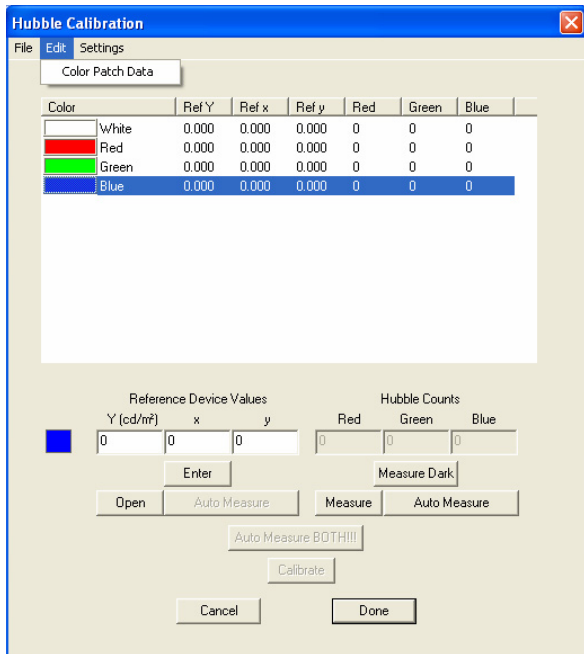 Hubble Calibration
File Edit Settings
Color Patch Data
Color Ref Y Ref x Ref y Red Green Blue
White 0.000 0.000 0.000 0 0 0
Red 0.000 0.000 0.000 0 0 0
Green 0.000 0.000 0.000 0 0 0
Blue 0.000 0.000 0.000 0 0 0
Reference Device Values Hubble Counts
Y (cd/m²) x y Red Green Blue
0 0 0 0 0 0
Enter Measure Dark
Open Auto Measure Measure Auto Measure
Auto Measure BOTH!!!
Calibrate
Cancel Done